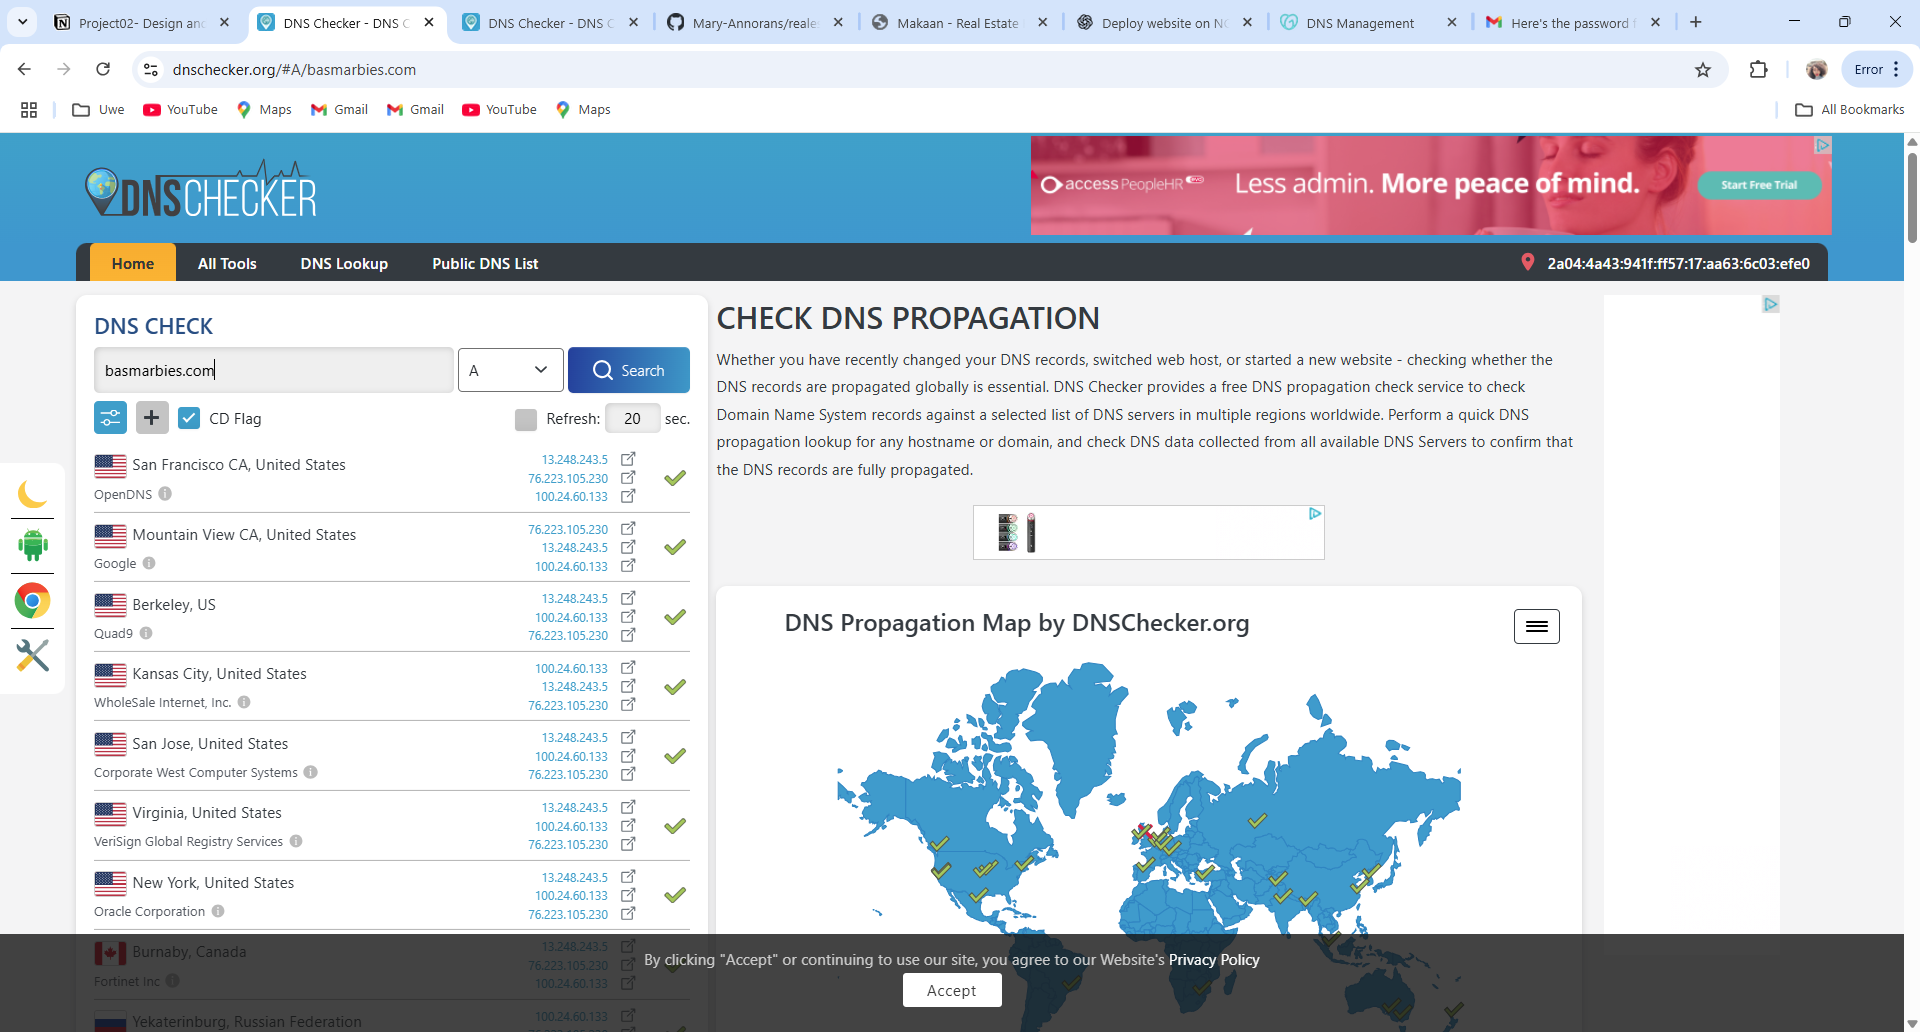 Project02- Design and
DNS Checker - DNS C
DNS Checker - DNS C
Mary-Annorans/reales
Makaan - Real Estate
Deploy website on NG
DNS Management
Here's the password f
dnschecker.org/#A/basmarbies.com
Error
Uwe
YouTube
Maps
Gmail
Gmail
YouTube
Maps
All Bookmarks
DNSCHECKER
access PeopleHR EVO
Less admin. More peace of mind.
Start Free Trial
Home
All Tools
DNS Lookup
Public DNS List
2a04:4a43:941f:ff57:17:aa63:6c03:efe0
DNS CHECK
basmarbies.com
A
Search
CD Flag
Refresh: 20 sec.
San Francisco CA, United States
OpenDNS
13.248.243.5
76.223.105.230
100.24.60.133
Mountain View CA, United States
Google
76.223.105.230
13.248.243.5
100.24.60.133
Berkeley, US
Quad9
13.248.243.5
100.24.60.133
76.223.105.230
Kansas City, United States
WholeSale Internet, Inc.
100.24.60.133
13.248.243.5
76.223.105.230
San Jose, United States
Corporate West Computer Systems
13.248.243.5
100.24.60.133
76.223.105.230
Virginia, United States
VeriSign Global Registry Services
13.248.243.5
100.24.60.133
76.223.105.230
New York, United States
Oracle Corporation
13.248.243.5
100.24.60.133
76.223.105.230
Burnaby, Canada
Fortinet Inc
13.248.243.5
76.223.105.230
100.24.60.133
Yekaterinburg, Russian Federation
100.24.60.133
CHECK DNS PROPAGATION
Whether you have recently changed your DNS records, switched web host, or started a new website - checking whether the
DNS records are propagated globally is essential. DNS Checker provides a free DNS propagation check service to check
Domain Name System records against a selected list of DNS servers in multiple regions worldwide. Perform a quick DNS
propagation lookup for any hostname or domain, and check DNS data collected from all available DNS Servers to confirm that
the DNS records are fully propagated.
DNS Propagation Map by DNSChecker.org
By clicking "Accept" or continuing to use our site, you agree to our Website's Privacy Policy
Accept